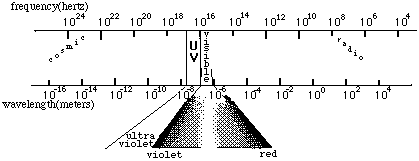 frequency(hertz)
10^24 10^22 10^20 10^18 10^16 10^14 10^12 10^10 10^8 10^6 10^4
cosmic
UV
visible
radio
10^-16 10^-14 10^-12 10^-10 10^-8 10^-6 10^-4 10^-2 10^0 10^2 10^4
wavelength(meters)
ultra
violet
violet
red